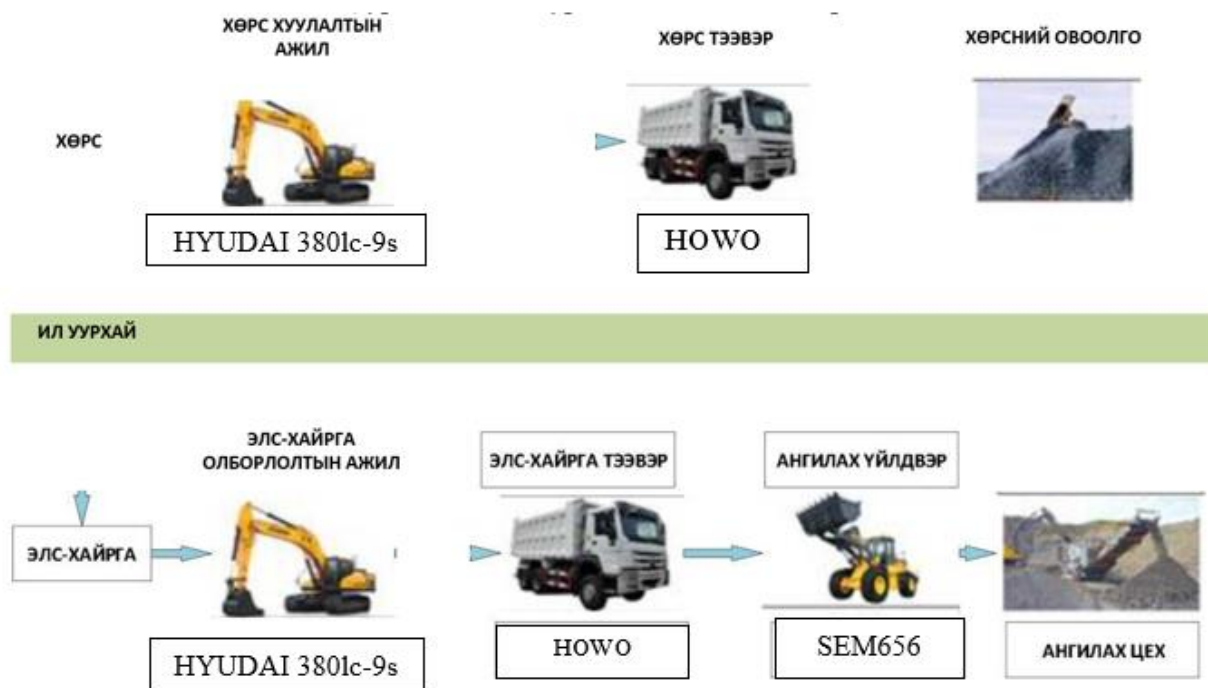 ХӨРС ХУУЛАЛТЫН
АЖИЛ
ХӨРС ТЭЭВЭР
ХӨРСНИЙ ОВООЛГО
ХӨРС
HYUDAI 380lc-9s
HOWO
ИЛ УУРХАЙ
ЭЛС-ХАЙРГА
ОЛБОРЛОЛТЫН АЖИЛ
ЭЛС-ХАЙРГА ТЭЭВЭР
АНГИЛАХ ҮЙЛДВЭР
ЭЛС-ХАЙРГА
HYUDAI 380lc-9s
HOWO
SEM656
АНГИЛАХ ЦЕХ